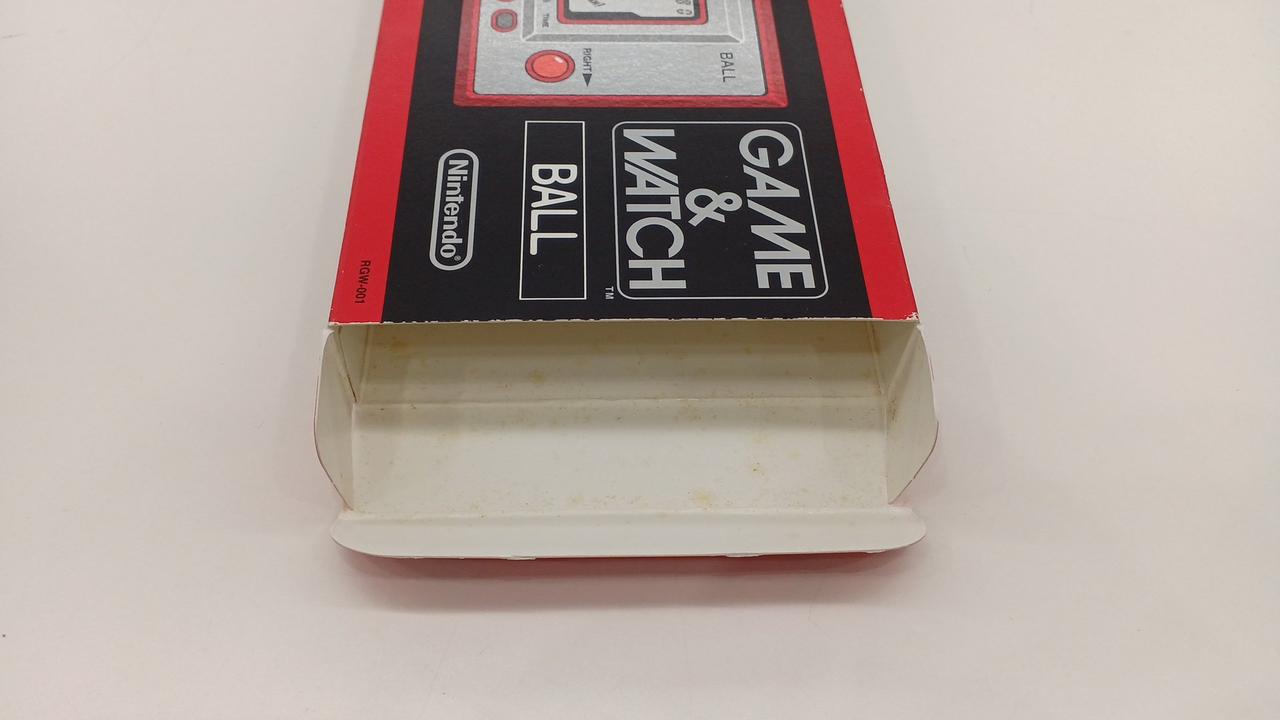 TIME
RIGHT▶
BALL
GAME
&
WATCH
TM
BALL
Nintendo®
RGW-001